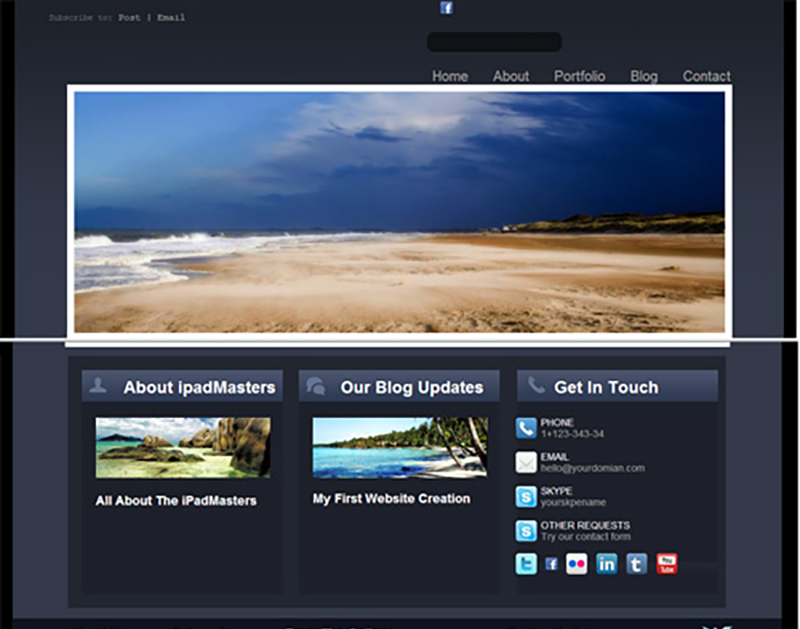 Subscribe to: Post | Email
Home About Portfolio Blog Contact
About ipadMasters
All About The iPadMasters
Our Blog Updates
My First Website Creation
Get In Touch
PHONE
1+123-343-34
EMAIL
hello@yourdomian.com
SKYPE
yourskpename
OTHER REQUESTS
Try our contact form